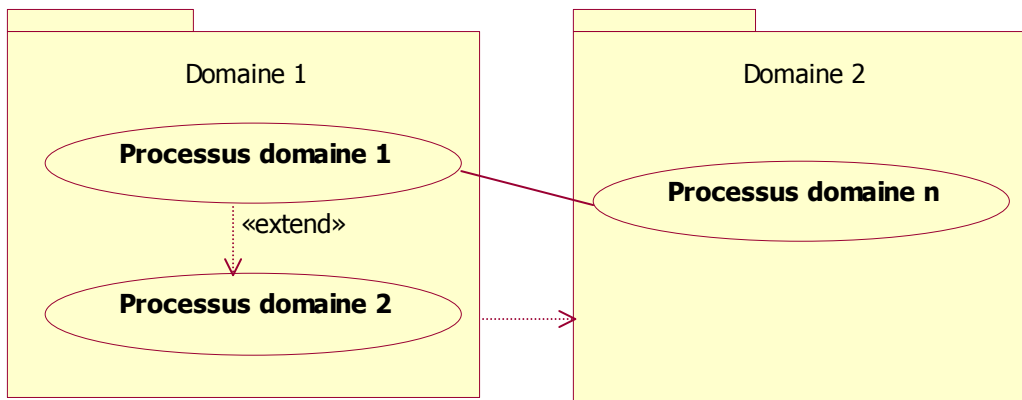 Domaine 1
Domaine 2
Processus domaine 1
Processus domaine n
«extend»
Processus domaine 2